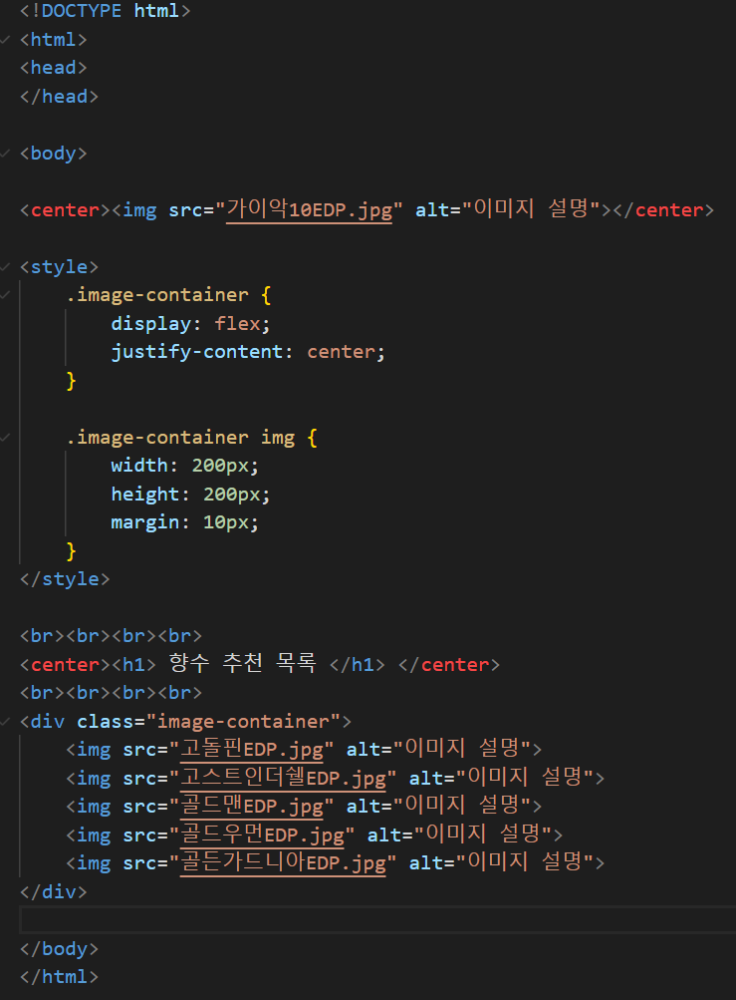 <!DOCTYPE html>
<html>
<head>
</head>
<body>
<center><img src="가이악10EDP.jpg" alt="이미지 설명"></center>
<style>
.image-container {
display: flex;
justify-content: center;
}
.image-container img {
width: 200px;
height: 200px;
margin: 10px;
}
</style>
<br><br><br><br>
<center><h1> 향수 추천 목록 </h1> </center>
<br><br><br><br>
<div class="image-container">
<img src="고돌핀EDP.jpg" alt="이미지 설명">
<img src="고스트인더쉘EDP.jpg" alt="이미지 설명">
<img src="골드맨EDP.jpg" alt="이미지 설명">
<img src="골드우먼EDP.jpg" alt="이미지 설명">
<img src="골든가드니아EDP.jpg" alt="이미지 설명">
</div>
</body>
</html>